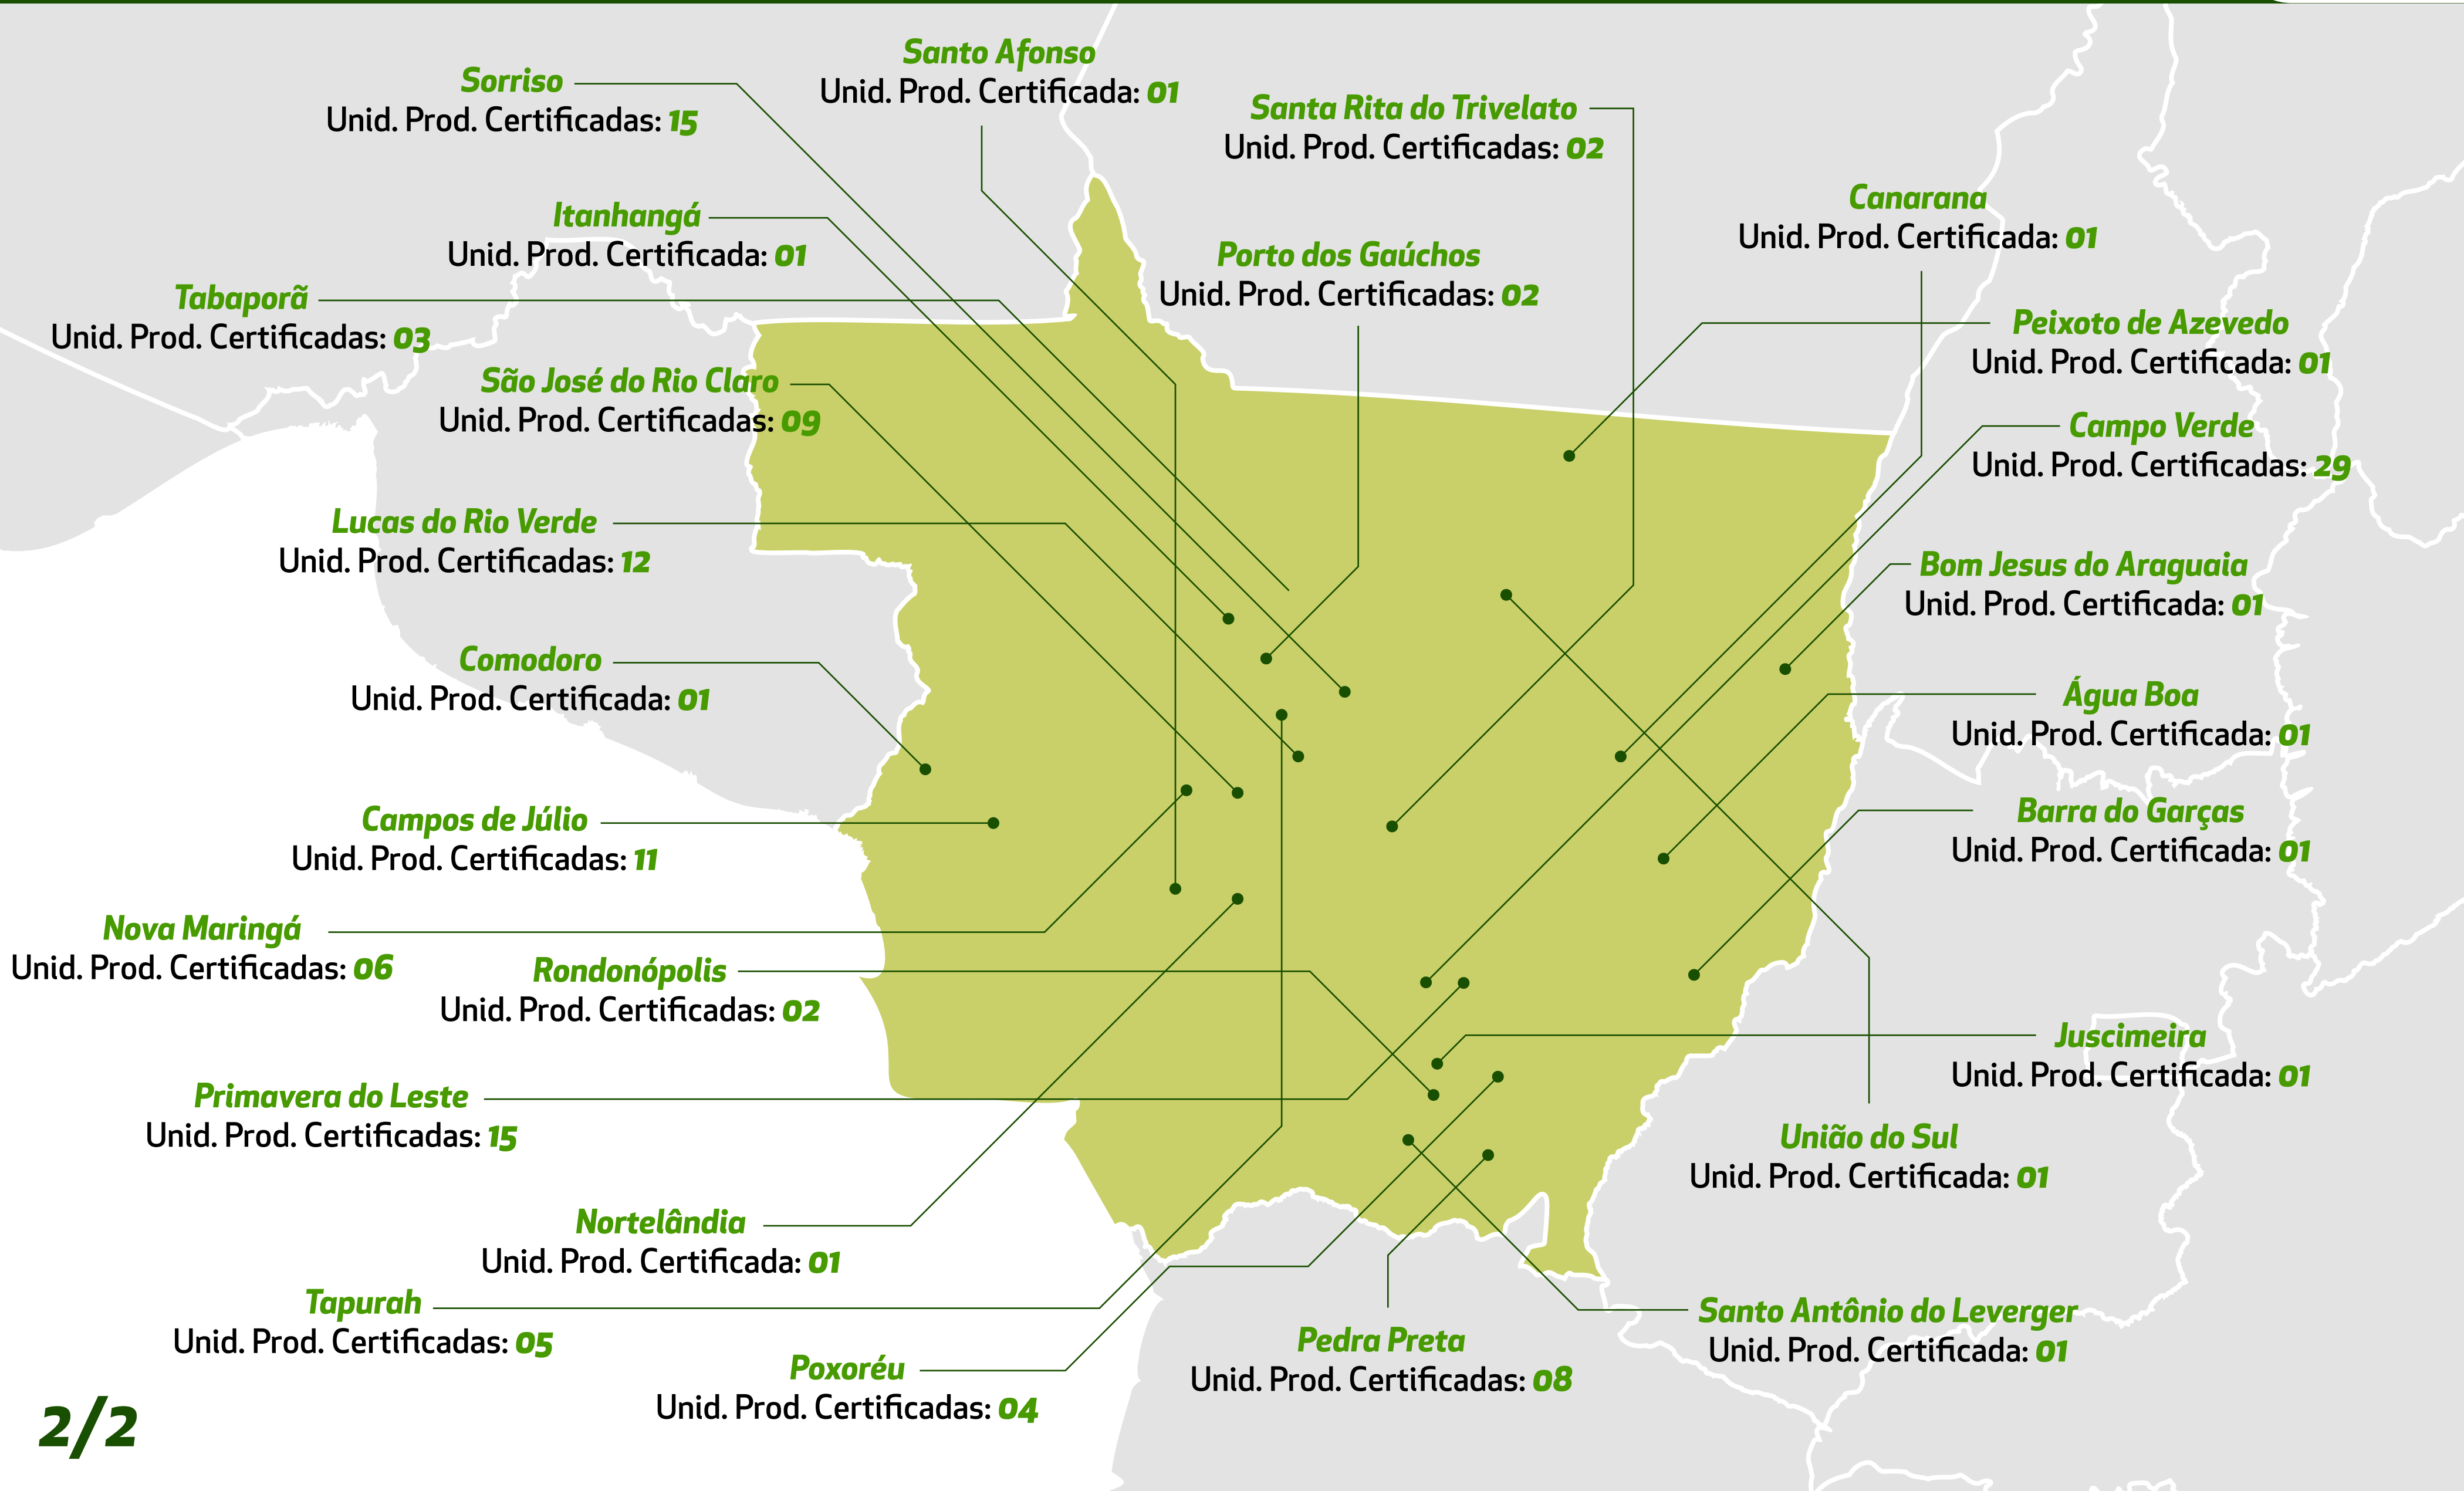 Santo Afonso
Unid. Prod. Certificada: 01
Sorriso
Unid. Prod. Certificadas: 15
Santa Rita do Trivelato
Unid. Prod. Certificadas: 02
Canarana
Unid. Prod. Certificada: 01
Itanhangá
Unid. Prod. Certificada: 01
Porto dos Gaúchos
Unid. Prod. Certificadas: 02
Tabaporã
Unid. Prod. Certificadas: 03
Peixoto de Azevedo
Unid. Prod. Certificada: 01
São José do Rio Claro
Unid. Prod. Certificadas: 09
Campo Verde
Unid. Prod. Certificadas: 29
Lucas do Rio Verde
Unid. Prod. Certificadas: 12
Bom Jesus do Araguaia
Unid. Prod. Certificada: 01
Comodoro
Unid. Prod. Certificada: 01
Água Boa
Unid. Prod. Certificada: 01
Campos de Júlio
Unid. Prod. Certificadas: 11
Barra do Garças
Unid. Prod. Certificada: 01
Nova Maringá
Unid. Prod. Certificadas: 06
Rondonópolis
Unid. Prod. Certificadas: 02
Juscimeira
Unid. Prod. Certificada: 01
Primavera do Leste
Unid. Prod. Certificadas: 15
União do Sul
Unid. Prod. Certificada: 01
Nortelândia
Unid. Prod. Certificada: 01
Tapurah
Unid. Prod. Certificadas: 05
Santo Antônio do Leverger
Unid. Prod. Certificada: 01
Pedra Preta
Unid. Prod. Certificadas: 08
Poxoréu
Unid. Prod. Certificadas: 04
2/2